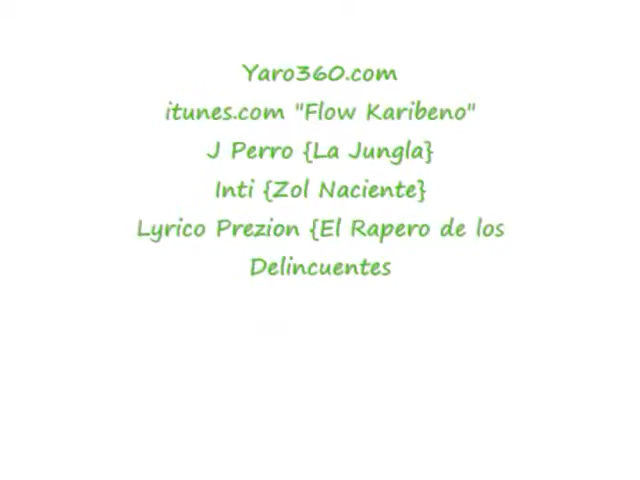 Yaro360.com
itunes.com "Flow Karibeno"
J Perro {La Jungla}
Inti {Zol Naciente}
Lyrico Prezion {El Rapero de los
Delincuentes